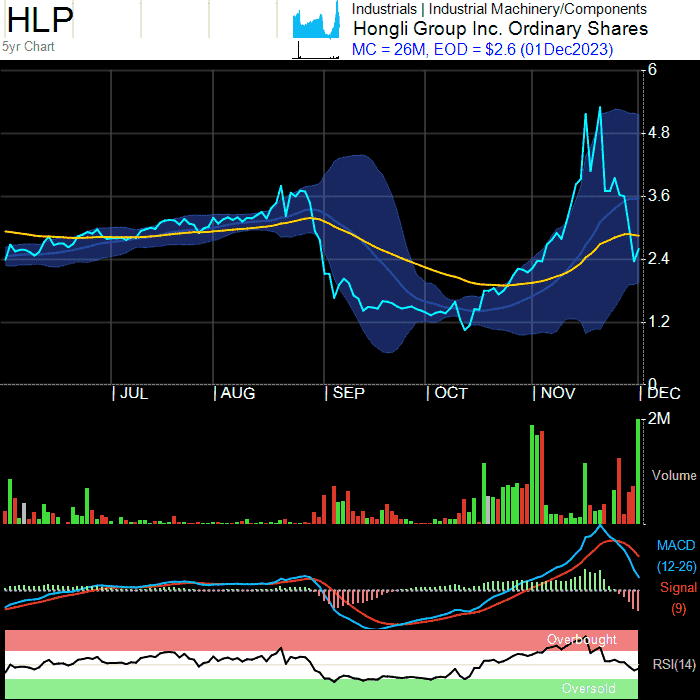 HLP
5yr Chart
Industrials | Industrial Machinery/Components
Hongli Group Inc. Ordinary Shares
MC = 26M, EOD = $2.6 (01Dec2023)
6
4.8
3.6
2.4
1.2
0
| JUL | AUG | SEP | OCT | NOV | DEC
2M
Volume
MACD
(12-26)
Signal
(9)
Overbought
RSI(14)
Oversold